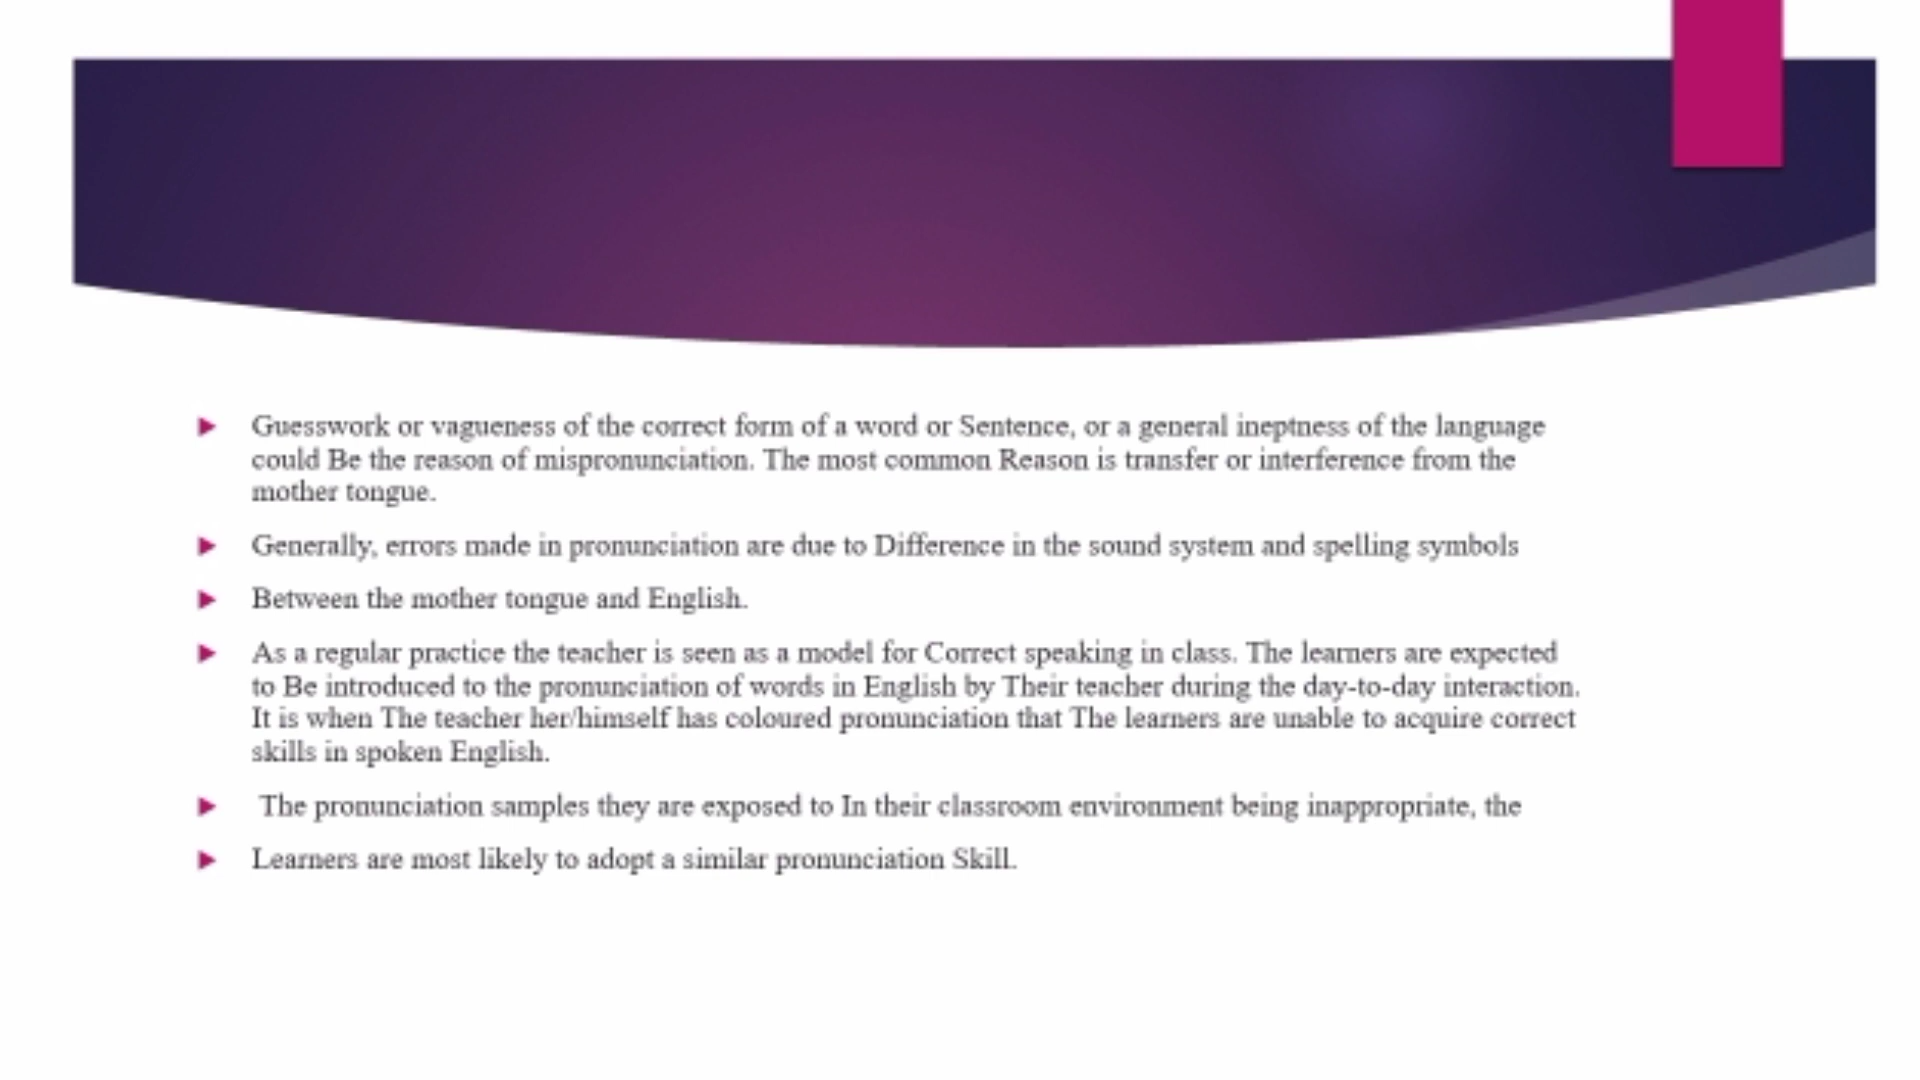 Guesswork or vagueness of the correct form of a word or Sentence, or a general ineptness of the language
could Be the reason of mispronunciation. The most common Reason is transfer or interference from the
mother tongue.
Generally, errors made in pronunciation are due to Difference in the sound system and spelling symbols
Between the mother tongue and English.
As a regular practice the teacher is seen as a model for Correct speaking in class. The learners are expected
to Be introduced to the pronunciation of words in English by Their teacher during the day-to-day interaction.
It is when The teacher her/himself has coloured pronunciation that The learners are unable to acquire correct
skills in spoken English.
The pronunciation samples they are exposed to In their classroom environment being inappropriate, the
Learners are most likely to adopt a similar pronunciation Skill.